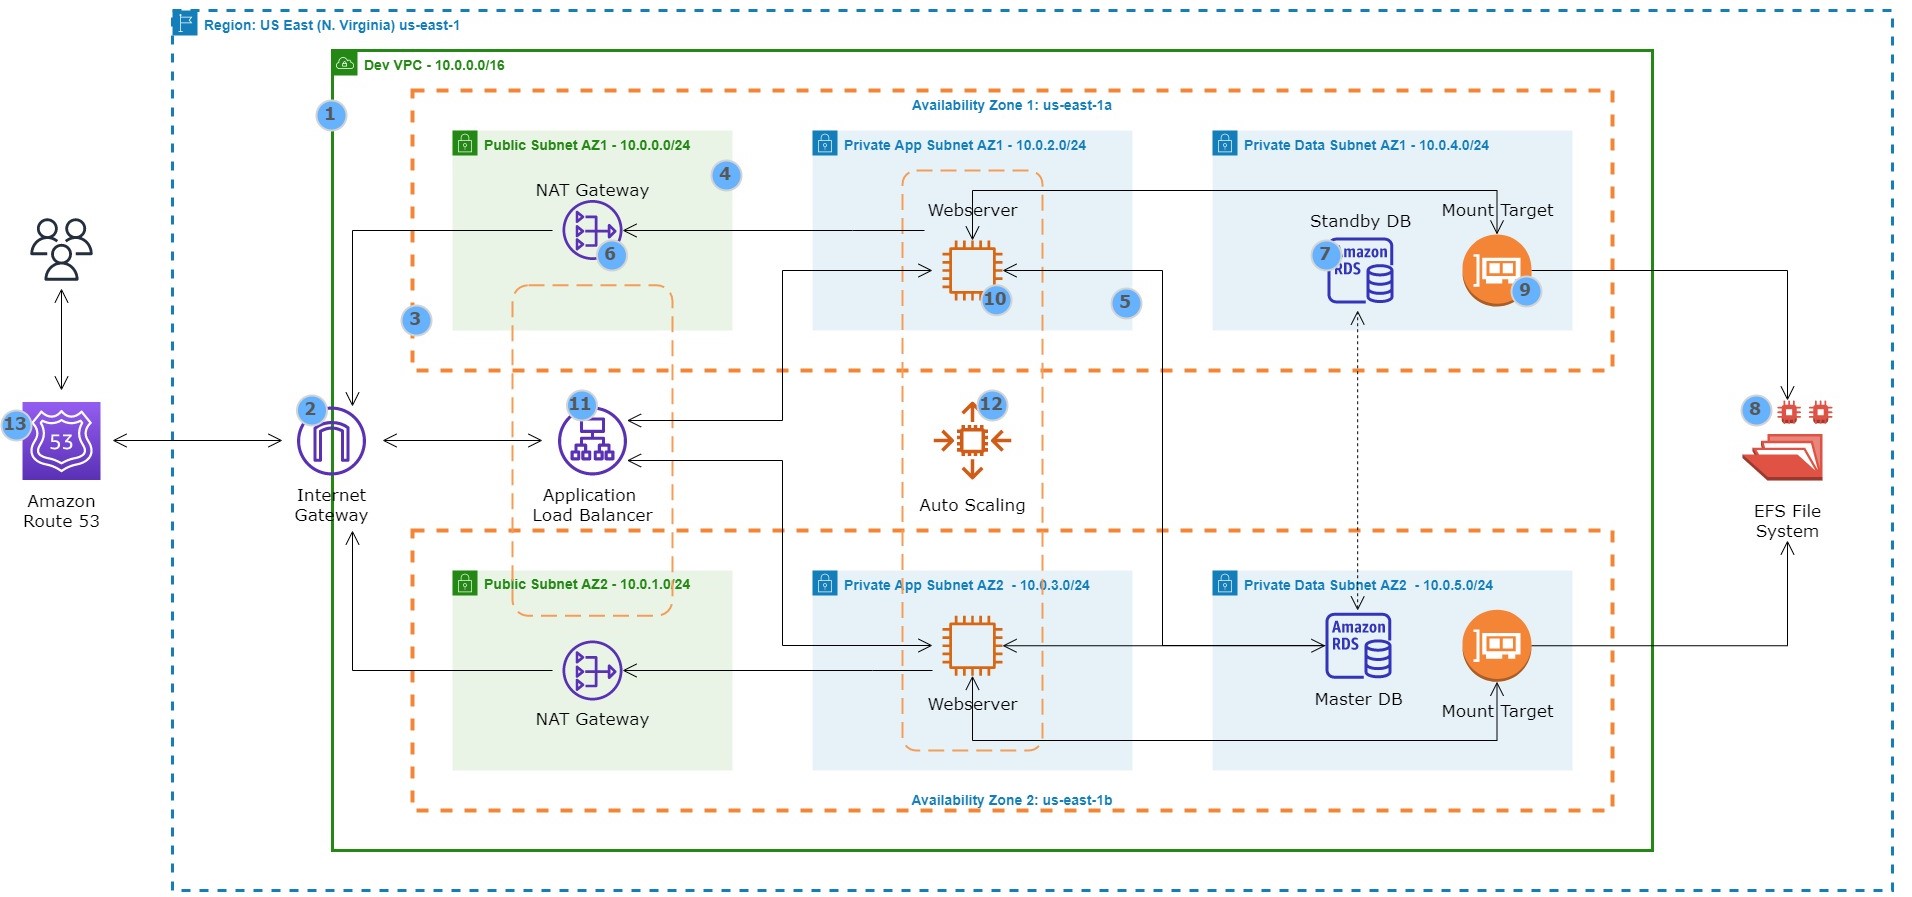 Region: US East (N. Virginia) us-east-1
Dev VPC - 10.0.0.0/16
1
Availability Zone 1: us-east-1a
Public Subnet AZ1 - 10.0.0.0/24
4
NAT Gateway
6
3
Private App Subnet AZ1 - 10.0.2.0/24
Webserver
10
5
Private Data Subnet AZ1 - 10.0.4.0/24
Standby DB
7
Amazon
RDS
Mount Target
9
13
53
Amazon
Route 53
2
Internet
Gateway
11
Application
Load Balancer
12
Auto Scaling
8
EFS File
System
Public Subnet AZ2 - 10.0.1.0/24
NAT Gateway
Private App Subnet AZ2 - 10.0.3.0/24
Webserver
Private Data Subnet AZ2 - 10.0.5.0/24
Amazon
RDS
Master DB
Mount Target
Availability Zone 2: us-east-1b